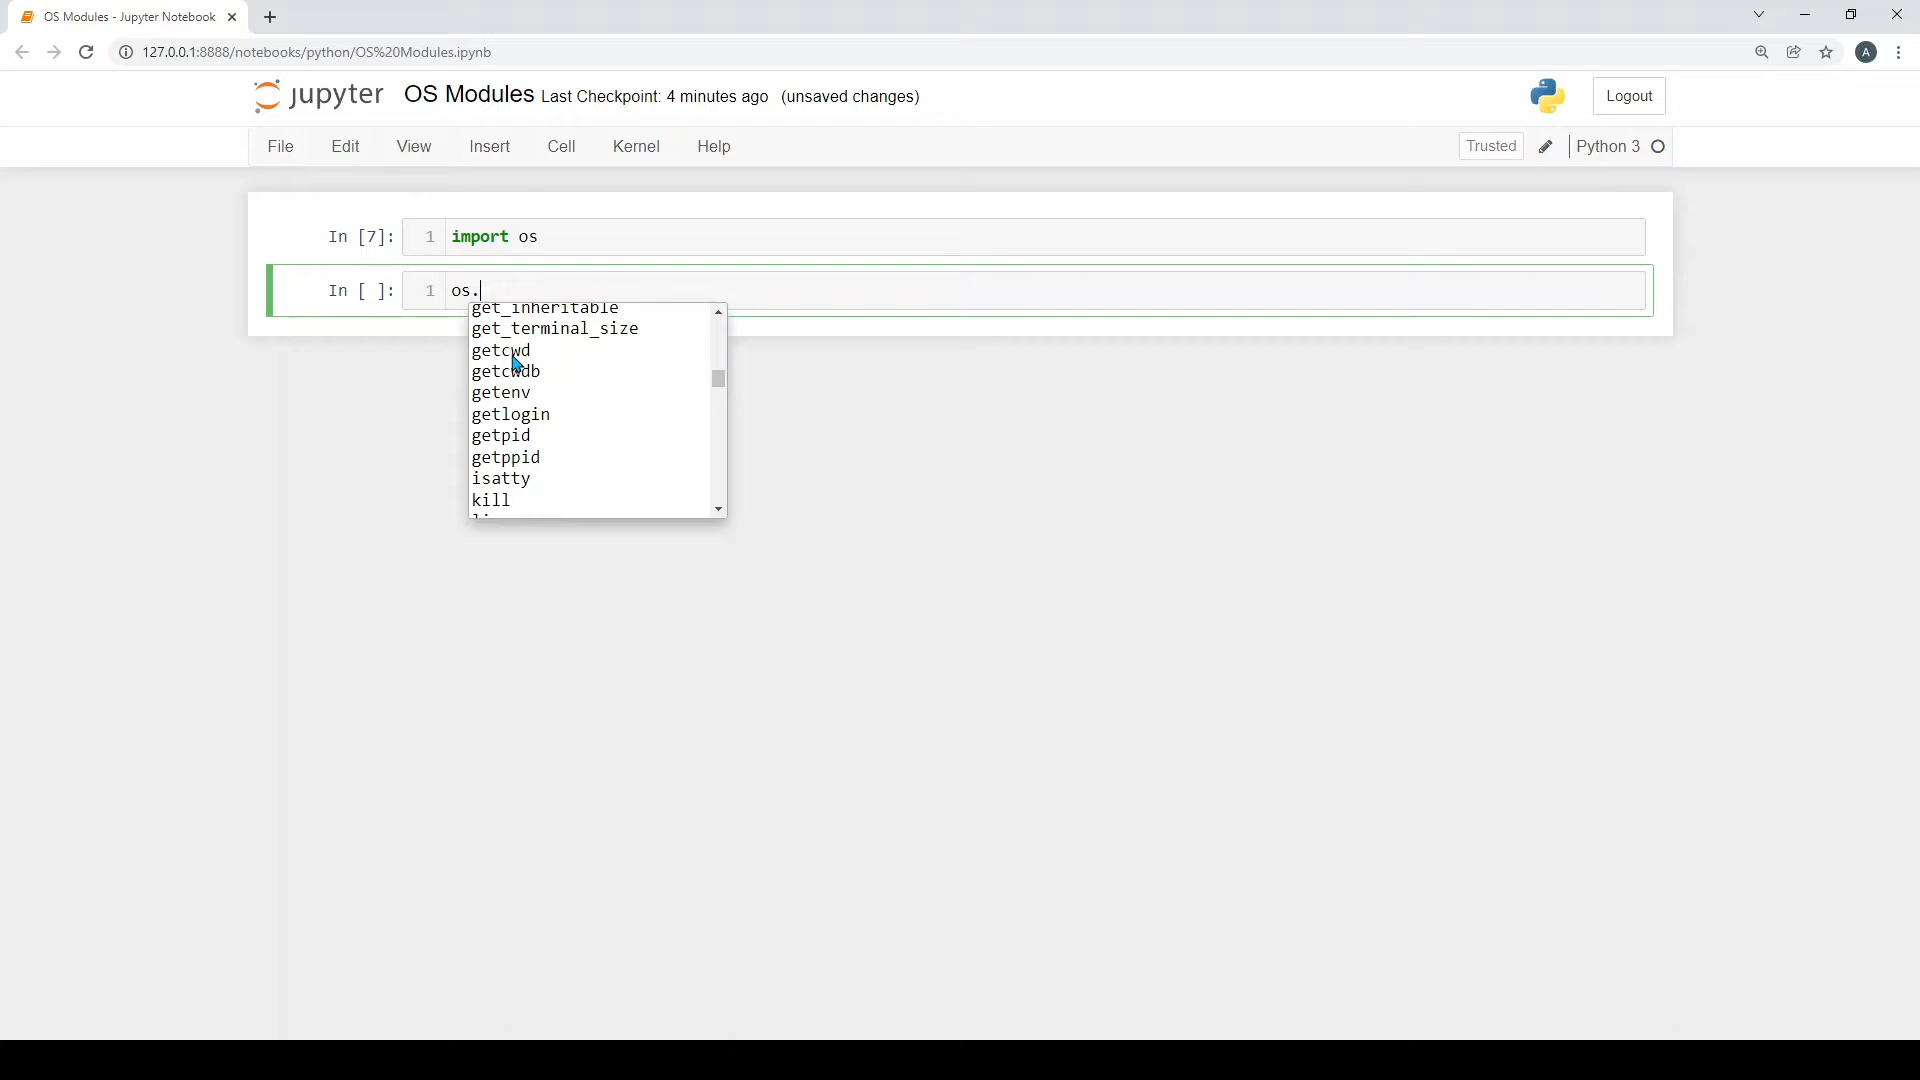 OS Modules - Jupyter Notebook
127.0.0.1:8888/notebooks/python/OS%20Modules.ipynb
A
jupyter OS Modules Last Checkpoint: 4 minutes ago (unsaved changes)
Logout
File Edit View Insert Cell Kernel Help
Trusted Python 3
In [7]: 1 import os
In [ ]: 1 os.
get_inheritable
get_terminal_size
getcwd
getcwdb
getenv
getlogin
getpid
getppid
isatty
kill